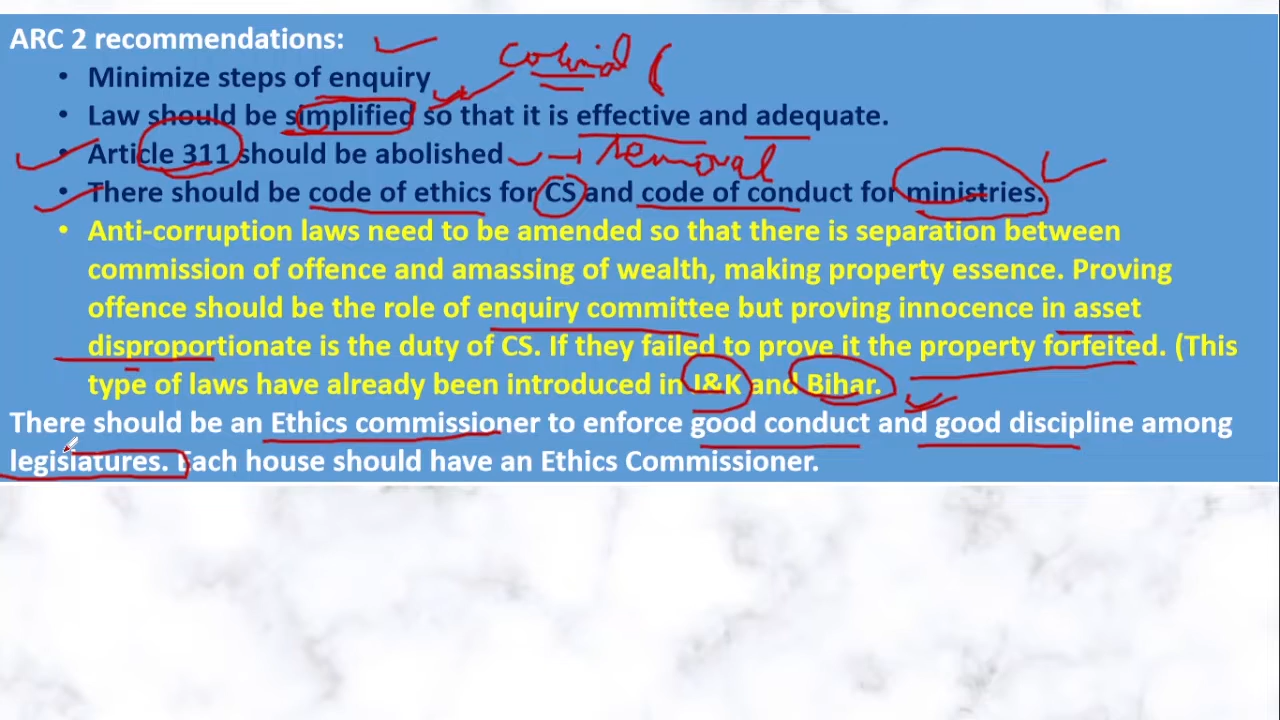 ARC 2 recommendations:
colonial (
• Minimize steps of enquiry
• Law should be simplified so that it is effective and adequate.
• Article 311 should be abolished → removal
• There should be code of ethics for CS and code of conduct for ministries.
• Anti-corruption laws need to be amended so that there is separation between
commission of offence and amassing of wealth, making property essence. Proving
offence should be the role of enquiry committee but proving innocence in asset
disproportionate is the duty of CS. If they failed to prove it the property forfeited. (This
type of laws have already been introduced in J&K and Bihar.
There should be an Ethics commissioner to enforce good conduct and good discipline among
legislatures. Each house should have an Ethics Commissioner.